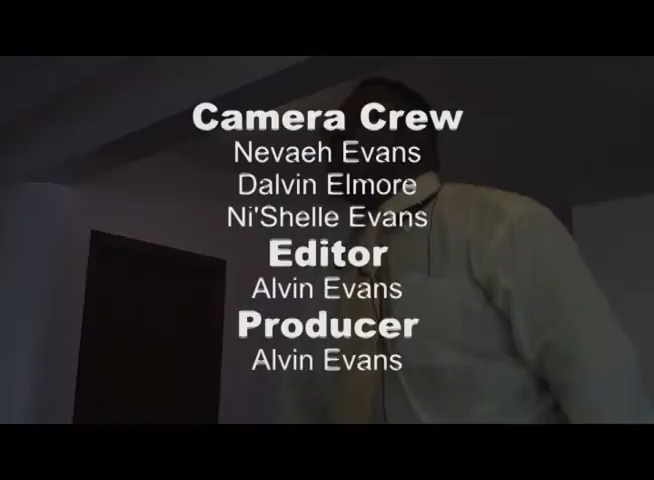 Camera Crew
Nevaeh Evans
Dalvin Elmore
Ni'Shelle Evans
Editor
Alvin Evans
Producer
Alvin Evans